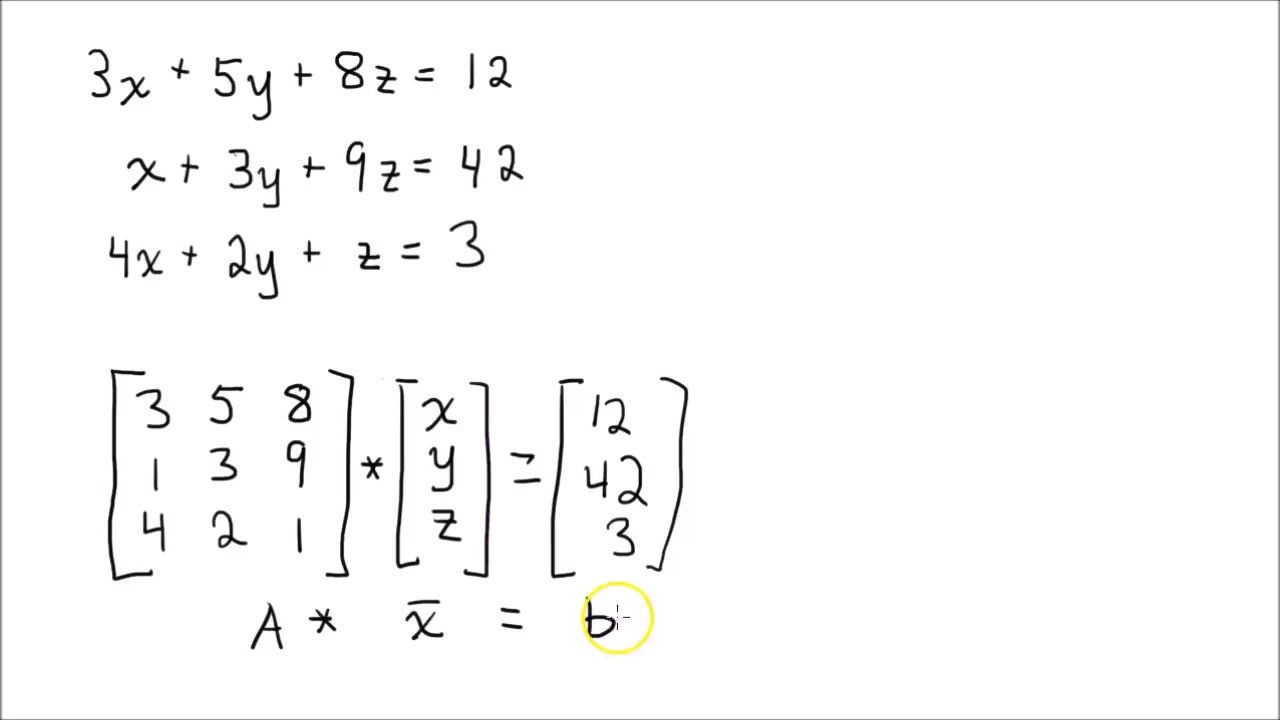 3x + 5y + 8z = 12
x + 3y + 9z = 42
4x + 2y + z = 3
[3 5 8] [x] [12]
[1 3 9] * [y] = [42]
[4 2 1] [z] [3]
A * x̄ = b